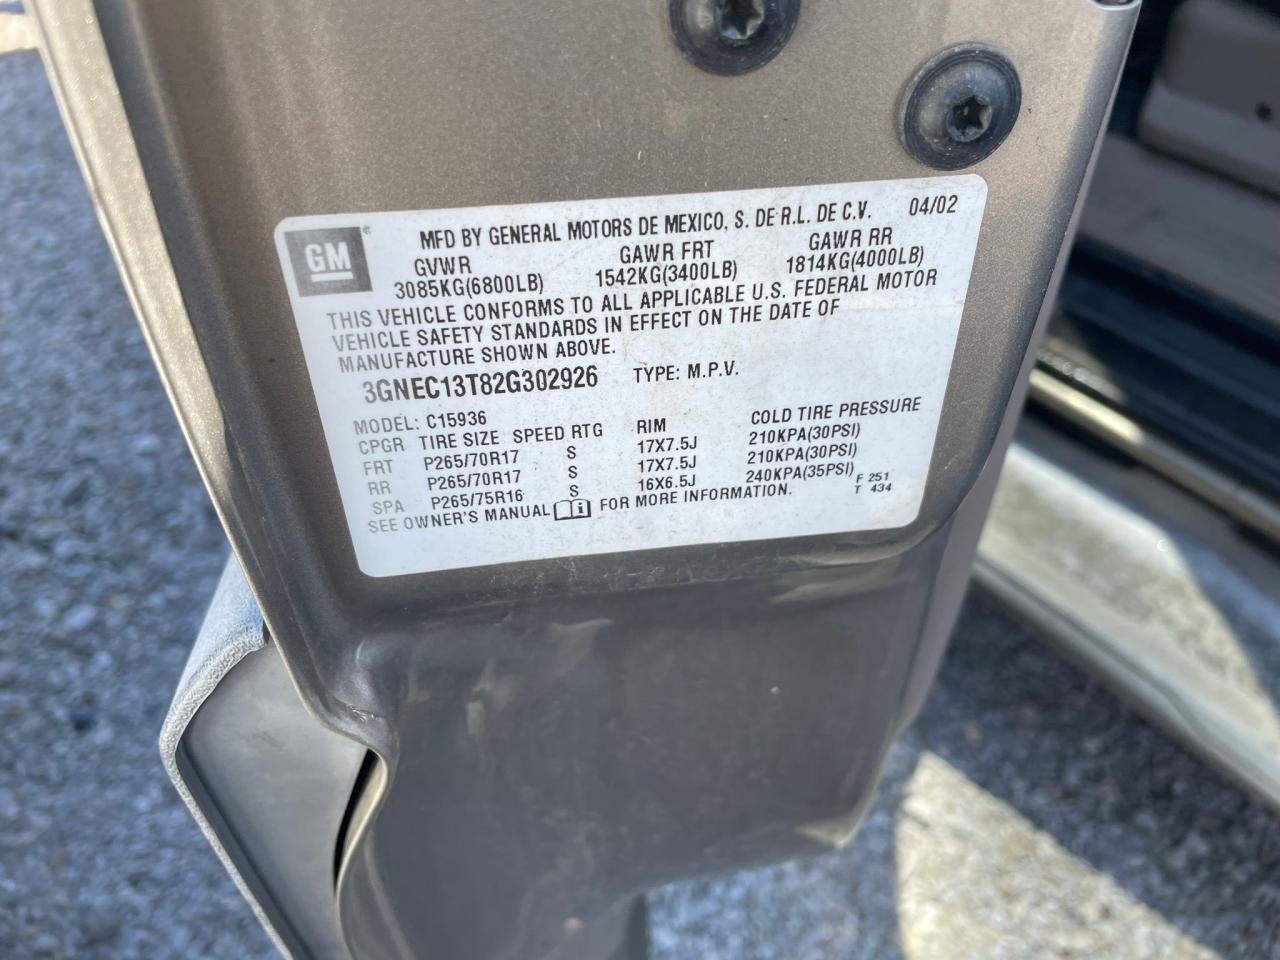 GM
MFD BY GENERAL MOTORS DE MEXICO, S. DE R.L. DE C.V. 04/02
GVWR GAWR FRT GAWR RR
3085KG(6800LB) 1542KG(3400LB) 1814KG(4000LB)
THIS VEHICLE CONFORMS TO ALL APPLICABLE U.S. FEDERAL MOTOR
VEHICLE SAFETY STANDARDS IN EFFECT ON THE DATE OF
MANUFACTURE SHOWN ABOVE.
3GNEC13T82G302926 TYPE: M.P.V.
MODEL: C15936
CPGR TIRE SIZE SPEED RTG RIM COLD TIRE PRESSURE
FRT P265/70R17 S 17X7.5J 210KPA(30PSI)
RR P265/70R17 S 17X7.5J 210KPA(30PSI)
SPA P265/75R16 S 16X6.5J 240KPA(35PSI) F 251
SEE OWNER'S MANUAL i FOR MORE INFORMATION. T 434